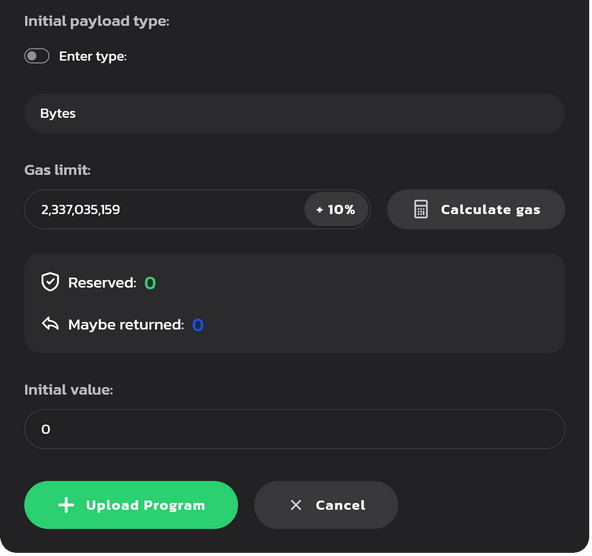 Initial payload type:
Enter type:
Bytes
Gas limit:
2,337,035,159 + 10% Calculate gas
Reserved: 0
Maybe returned: 0
Initial value:
0
Upload Program Cancel